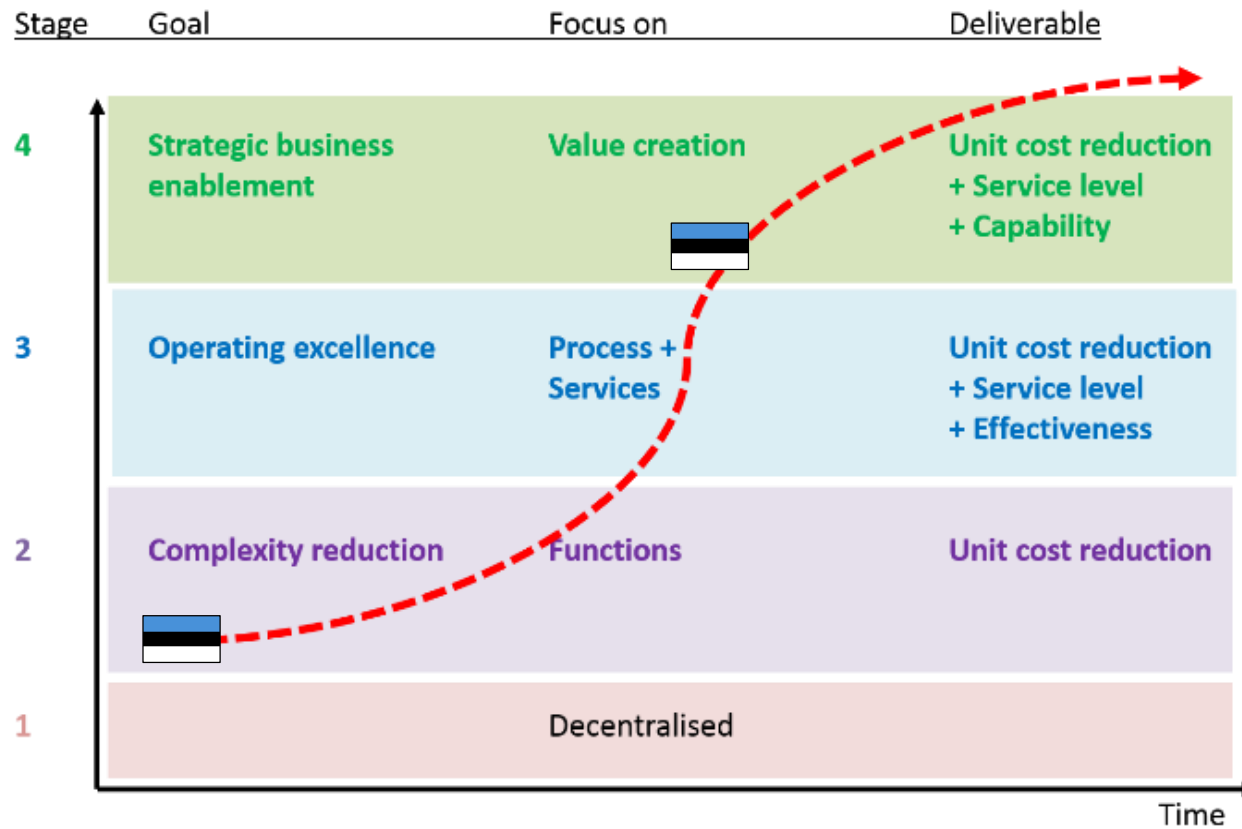 Stage Goal Focus on Deliverable
4 Strategic business Value creation Unit cost reduction
enablement + Service level
+ Capability
3 Operating excellence Process + Unit cost reduction
Services + Service level
+ Effectiveness
2 Complexity reduction Functions Unit cost reduction
1 Decentralised
Time